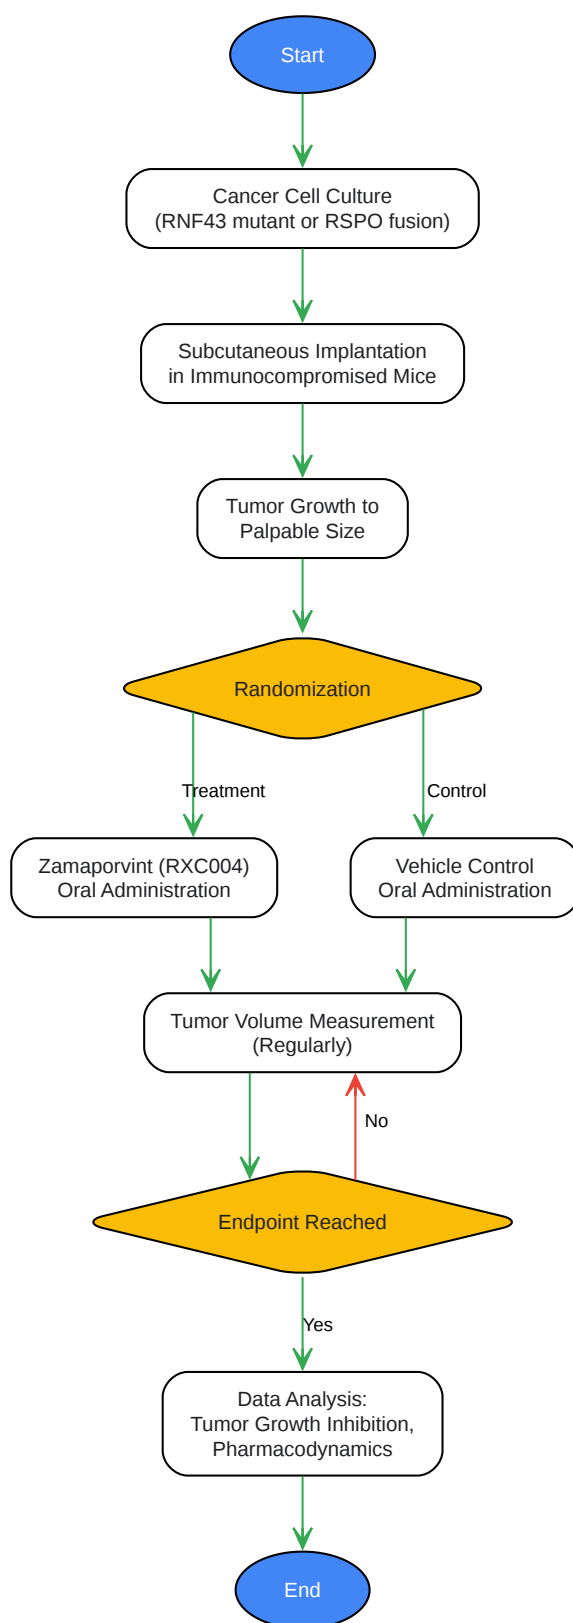 Start
Cancer Cell Culture
(RNF43 mutant or RSPO fusion)
Subcutaneous Implantation
in Immunocompromised Mice
Tumor Growth to
Palpable Size
Randomization
Treatment
Control
Zamaporvint (RXC004)
Oral Administration
Vehicle Control
Oral Administration
Tumor Volume Measurement
(Regularly)
No
Endpoint Reached
Yes
Data Analysis:
Tumor Growth Inhibition,
Pharmacodynamics
End